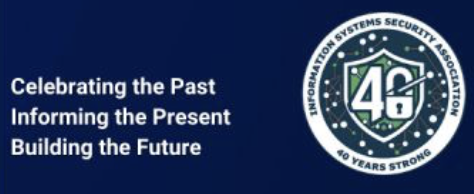 Celebrating the Past
Informing the Present
Building the Future
INFORMATION SYSTEMS SECURITY ASSOCIATION
40
40 YEARS STRONG